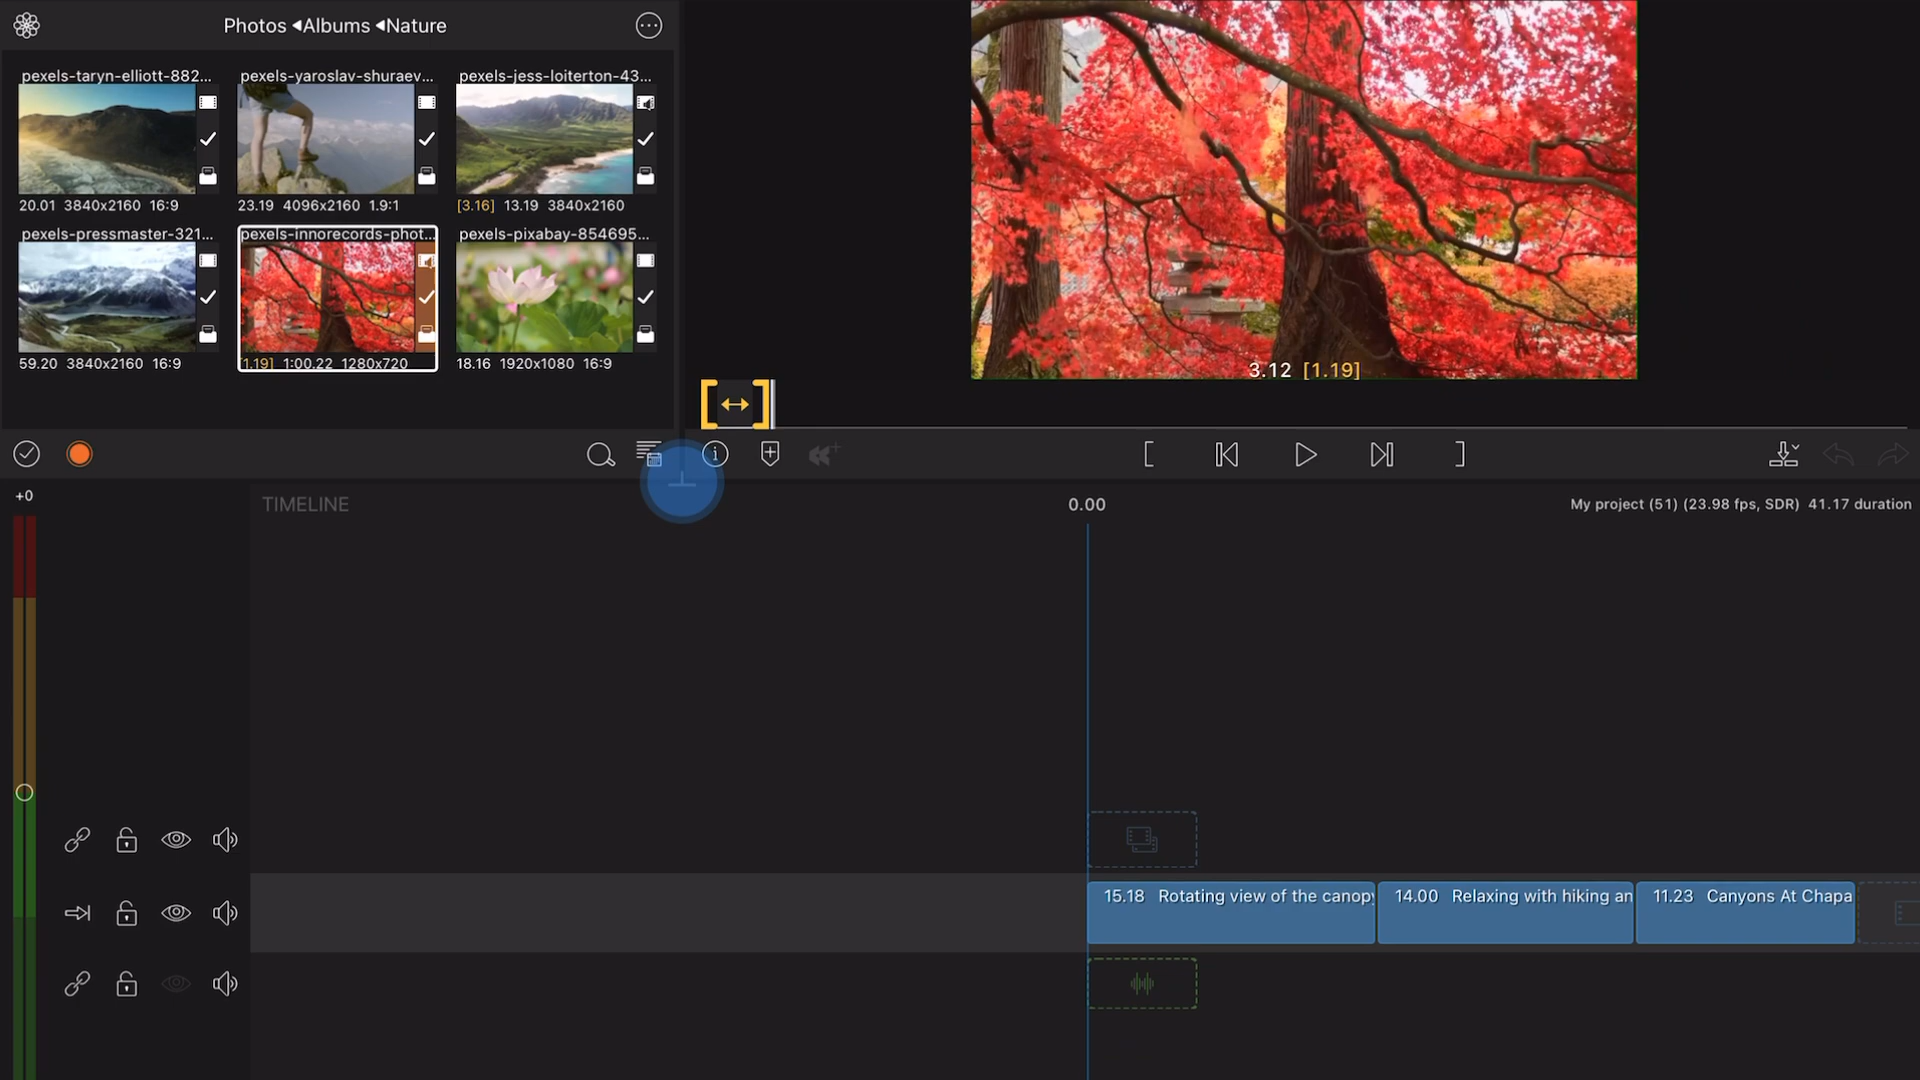 Photos ◂Albums ◂Nature
pexels-taryn-elliott-882...
pexels-yaroslav-shuraev...
pexels-jess-loiterton-43...
20.01 3840x2160 16:9
23.19 4096x2160 1.9:1
[3.16] 13.19 3840x2160
pexels-pressmaster-321...
pexels-innorecords-phot...
pexels-pixabay-854695...
59.20 3840x2160 16:9
[1.19] 1:00.22 1280x720
18.16 1920x1080 16:9
3.12 [1.19]
+0
TIMELINE
0.00
My project (51) (23.98 fps, SDR) 41.17 duration
15.18 Rotating view of the canopy
14.00 Relaxing with hiking an
11.23 Canyons At Chapa